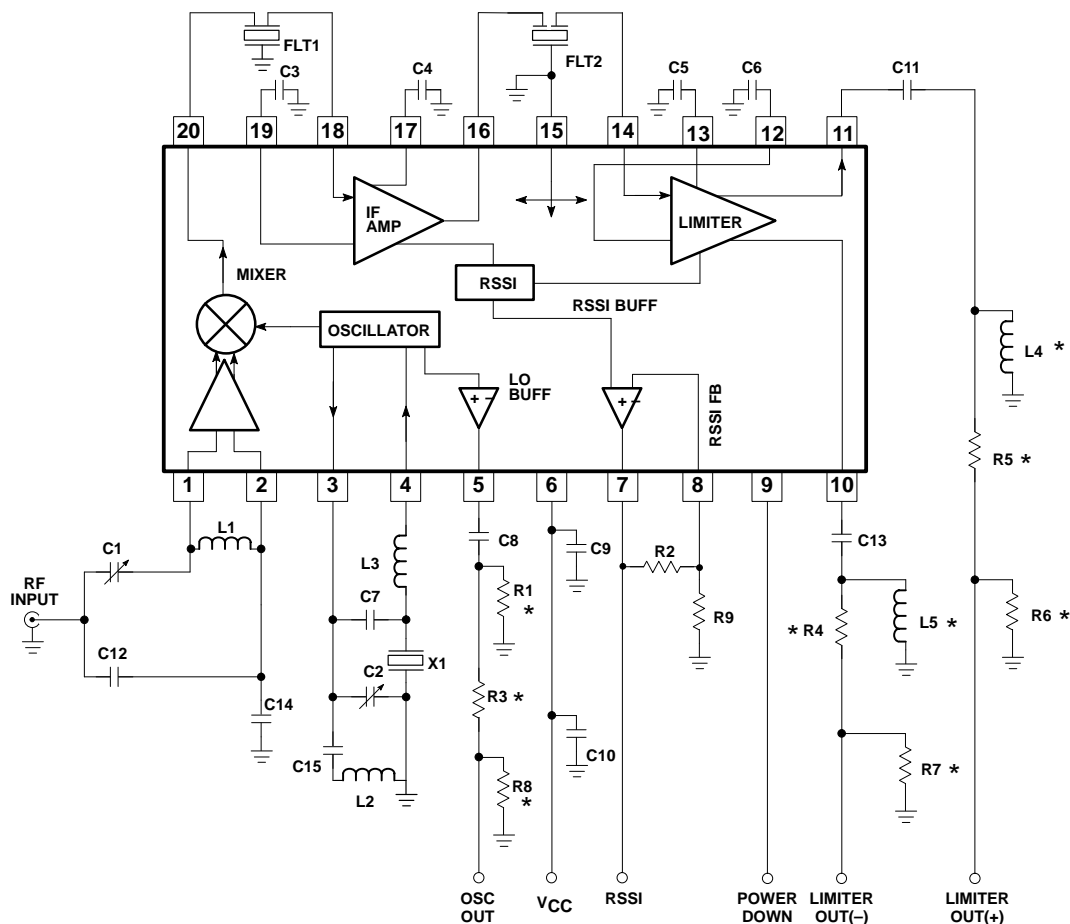 FLT1
FLT2
C3
C4
C5
C6
C11
20
19
18
17
16
15
14
13
12
11
IF
AMP
LIMITER
MIXER
RSSI
RSSI BUFF
OSCILLATOR
LO
BUFF
+ –
+ –
RSSI FB
L4 *
R5 *
1
2
3
4
5
6
7
8
9
10
L1
C1
RF
INPUT
C12
C14
L3
C7
X1
C2
C15
L2
C8
R1
*
R3 *
R8
*
C9
C10
R2
R9
C13
* R4
L5 *
R7 *
R6 *
OSC
OUT
VCC
RSSI
POWER
DOWN
LIMITER
OUT(–)
LIMITER
OUT(+)